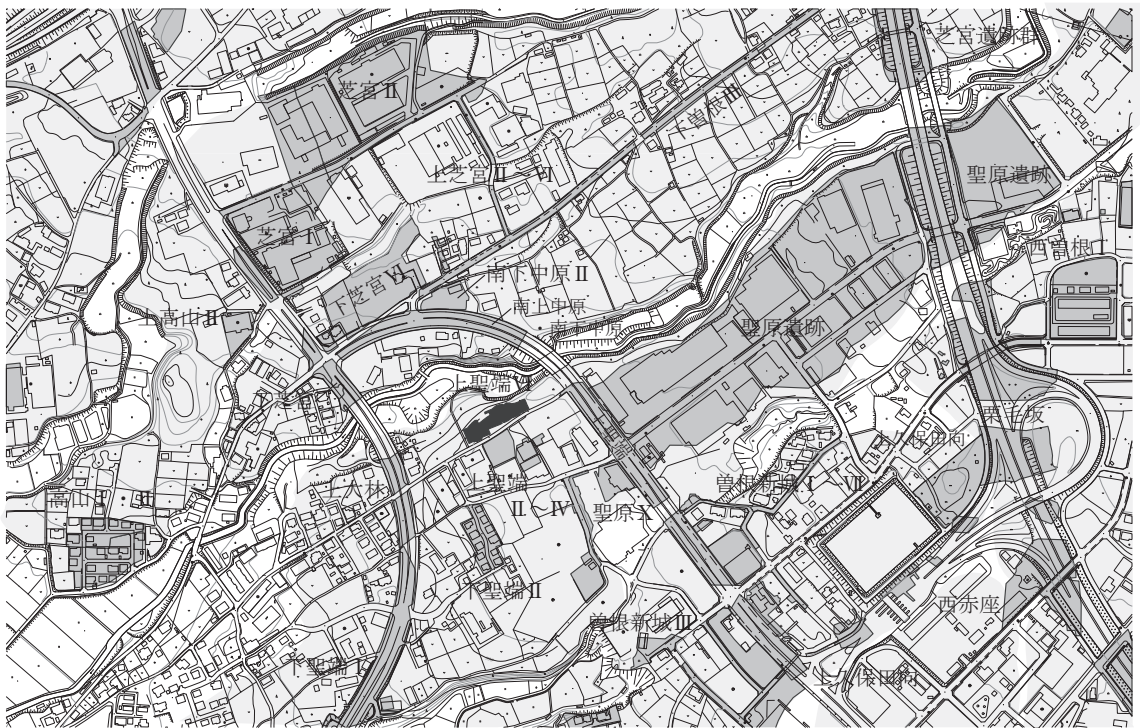 芝宮遺跡群
芝宮Ⅱ
下曽根Ⅲ
上芝宮Ⅱ～Ⅵ
聖原遺跡
芝宮Ⅰ
西曽根Ⅰ
南下中原Ⅱ
下芝宮Ⅵ
南上中原
上高山Ⅱ
聖原遺跡
栗毛坂
上久保田向
高山Ⅰ・Ⅱ
上大林
上聖端
Ⅱ～Ⅳ
聖原Ⅹ
曽根新城Ⅰ～Ⅶ
下聖端Ⅱ
西赤座
曽根新城Ⅲ
下聖端Ⅰ
上久保田向